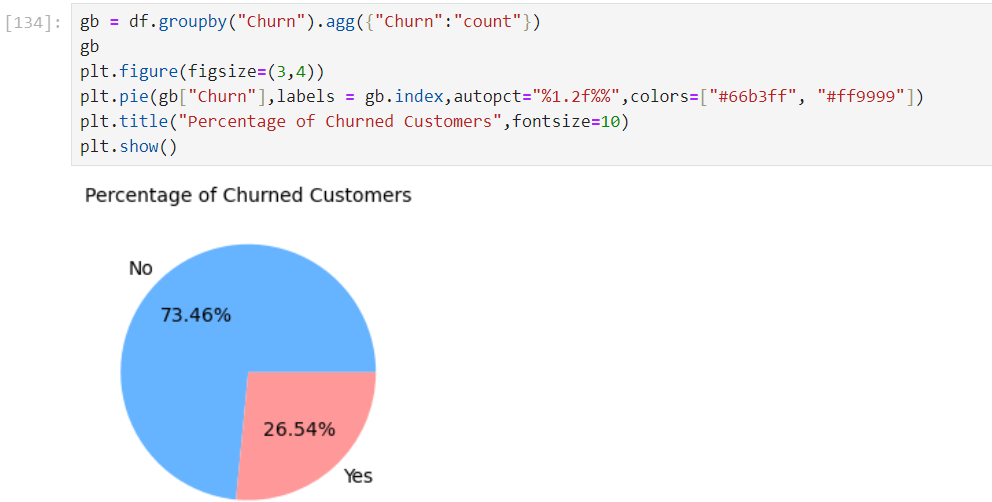 [134]: gb = df.groupby("Churn").agg({"Churn":"count"})
gb
plt.figure(figsize=(3,4))
plt.pie(gb["Churn"],labels = gb.index,autopct="%1.2f%%",colors=["#66b3ff", "#ff9999"])
plt.title("Percentage of Churned Customers",fontsize=10)
plt.show()
Percentage of Churned Customers
No
73.46%
26.54%
Yes